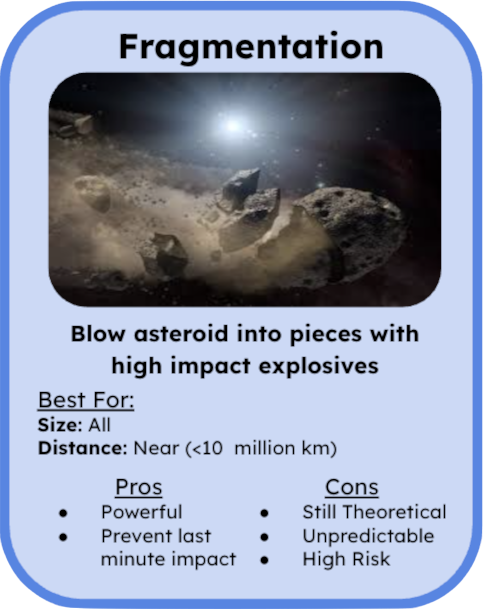 Fragmentation
Blow asteroid into pieces with
high impact explosives
Best For:
Size: All
Distance: Near (<10  million km)
Pros
● Powerful
● Prevent last
minute impact
Cons
● Still Theoretical
● Unpredictable
● High Risk